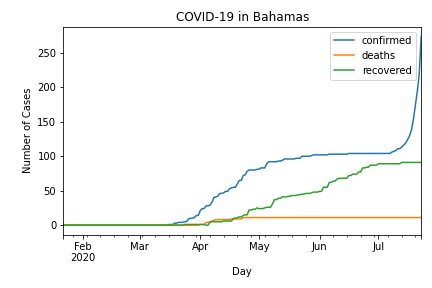 COVID-19 in Bahamas
confirmed
deaths
recovered
Number of Cases
250
200
150
100
50
0
Feb
2020
Mar
Apr
May
Jun
Jul
Day